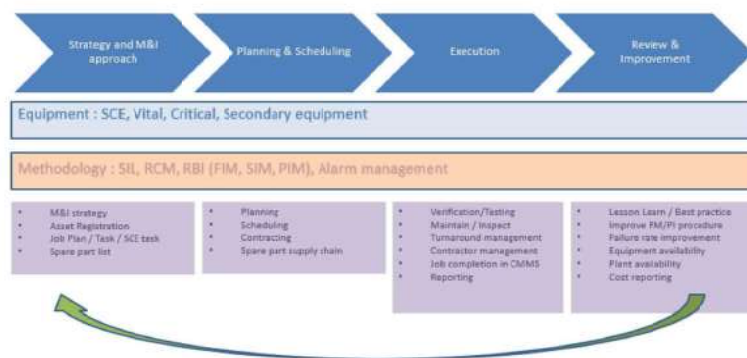 Strategy and M&I
approach
Planning & Scheduling
Execution
Review &
Improvement
Equipment : SCE, Vital, Critical, Secondary equipment
Methodology : SIL, RCM, RBI (FIM, SIM, PIM), Alarm management
• M&I strategy
• Asset Registration
• Job Plan / Task / SCE task
• Spare part list
• Planning
• Scheduling
• Contracting
• Spare part supply chain
• Verification/Testing
• Maintain / Inspect
• Turnaround management
• Contractor management
• Job completion in CMMS
• Reporting
• Lesson Learn / Best practice
• Improve PM/PI procedure
• Failure rate improvement
• Equipment availability
• Plant availability
• Cost reporting